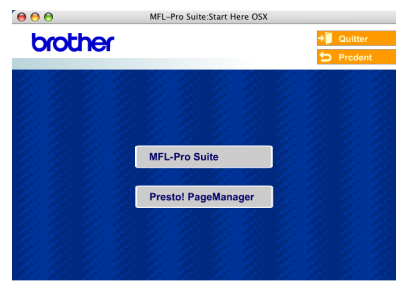 MFL-Pro Suite:Start Here OSX
brother
Quitter
Prcdent
MFL-Pro Suite
Presto! PageManager